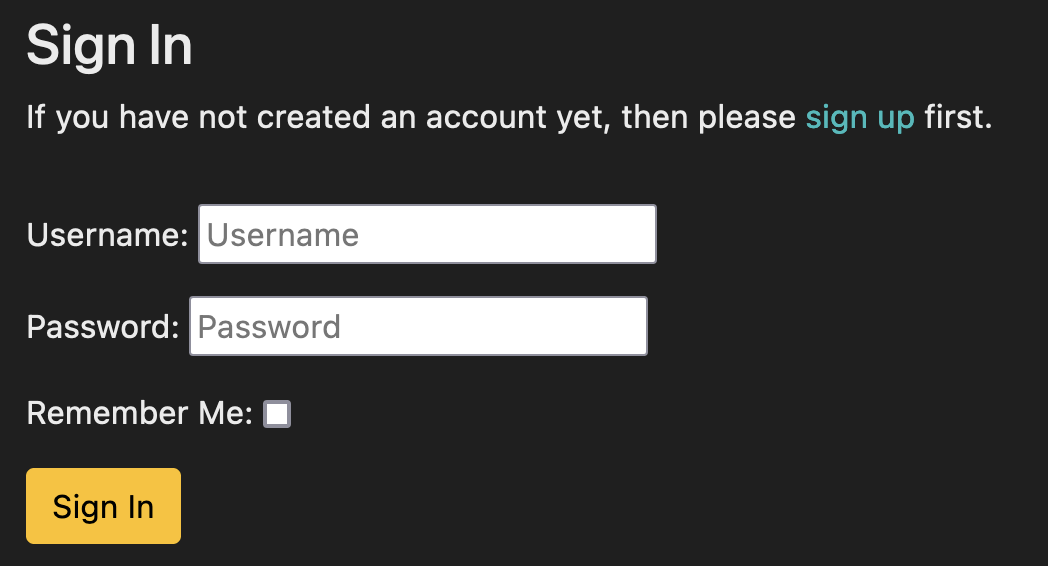 Sign In
If you have not created an account yet, then please sign up first.
Username: Username
Password: Password
Remember Me:
Sign In